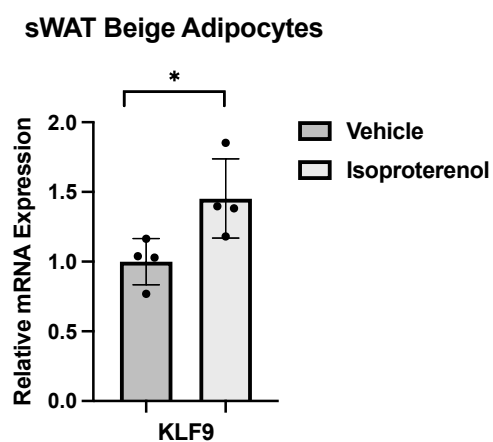 sWAT Beige Adipocytes
*
2.0
1.5
1.0
0.5
0.0
Relative mRNA Expression
KLF9
Vehicle
Isoproterenol